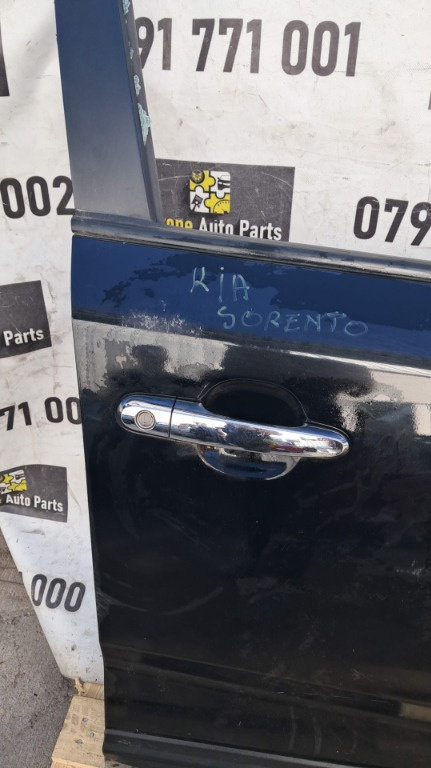 91 771 001
002
one Auto Parts
079
KiA
SORENTO
Parts
71 00
Auto Parts
000